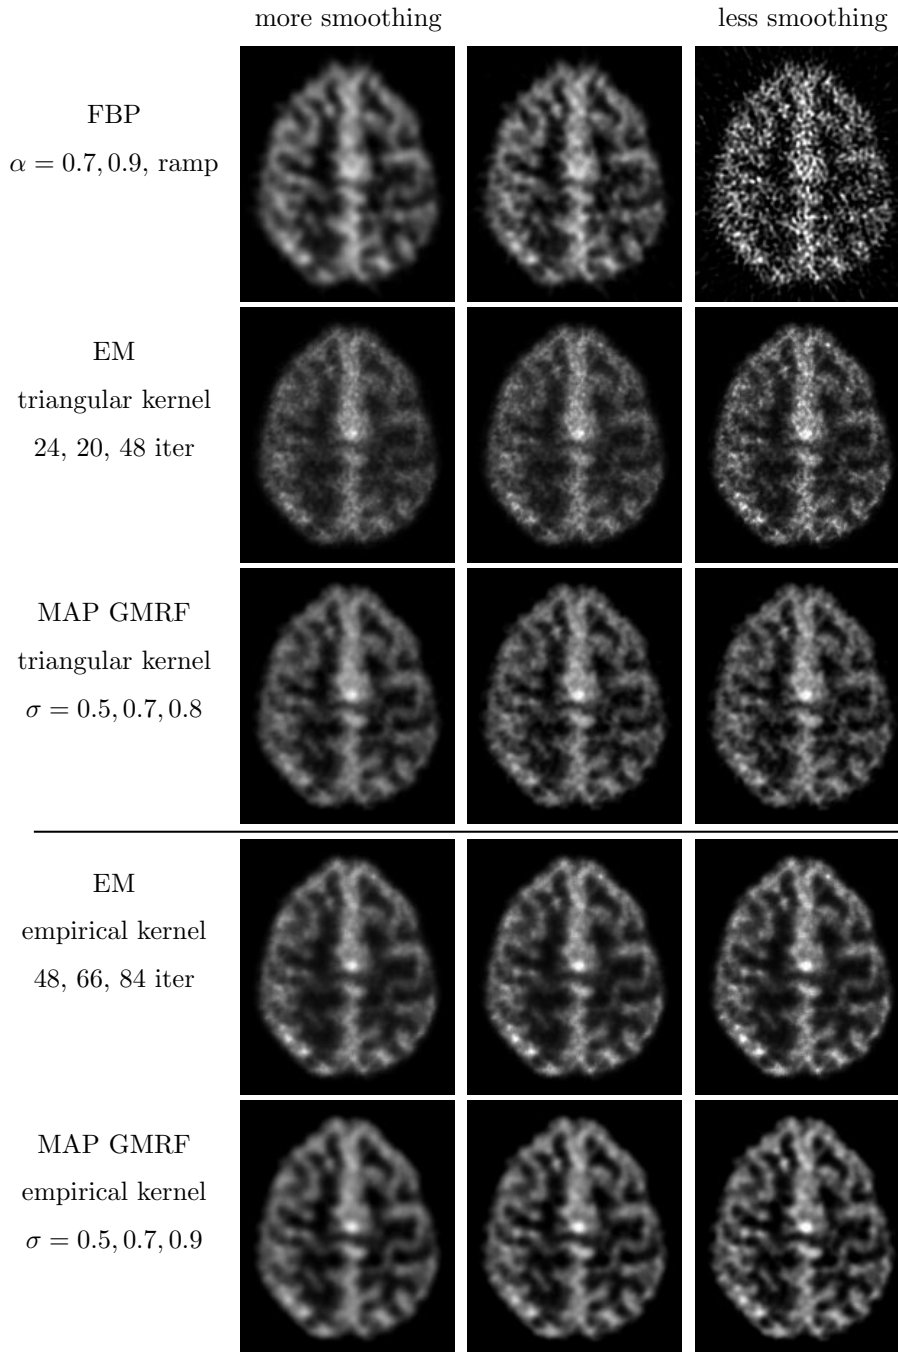 more smoothing less smoothing
FBP
α = 0.7, 0.9, ramp
EM
triangular kernel
24, 20, 48 iter
MAP GMRF
triangular kernel
σ = 0.5, 0.7, 0.8
EM
empirical kernel
48, 66, 84 iter
MAP GMRF
empirical kernel
σ = 0.5, 0.7, 0.9